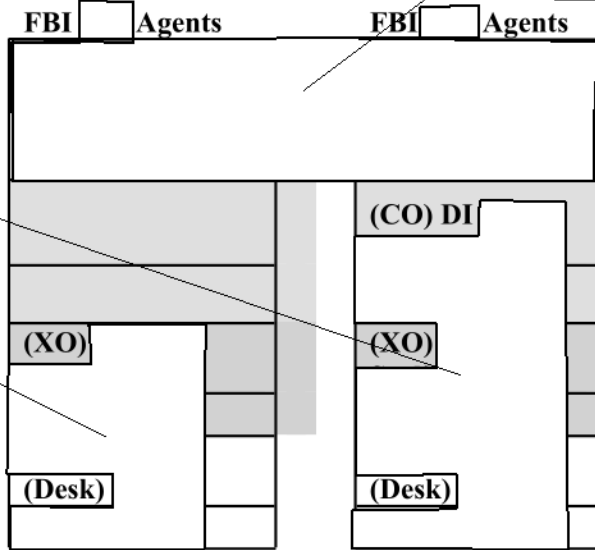 FBI Agents FBI Agents
(CO) DI
(XO) (XO)
(Desk) (Desk)